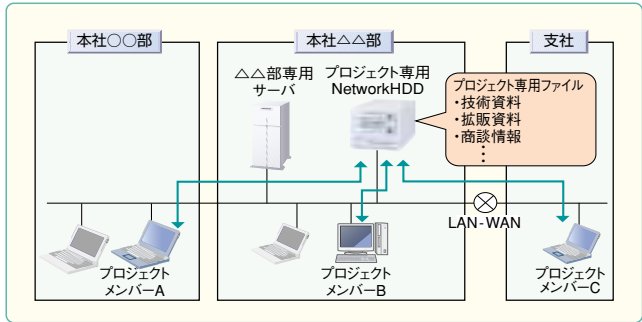 本社○○部
本社△△部
支社
△△部専用
サーバ
プロジェクト専用
NetworkHDD
プロジェクト専用ファイル
・技術資料
・拡販資料
・商談情報
⋮
LAN-WAN
プロジェクト
メンバーA
プロジェクト
メンバーB
プロジェクト
メンバーC